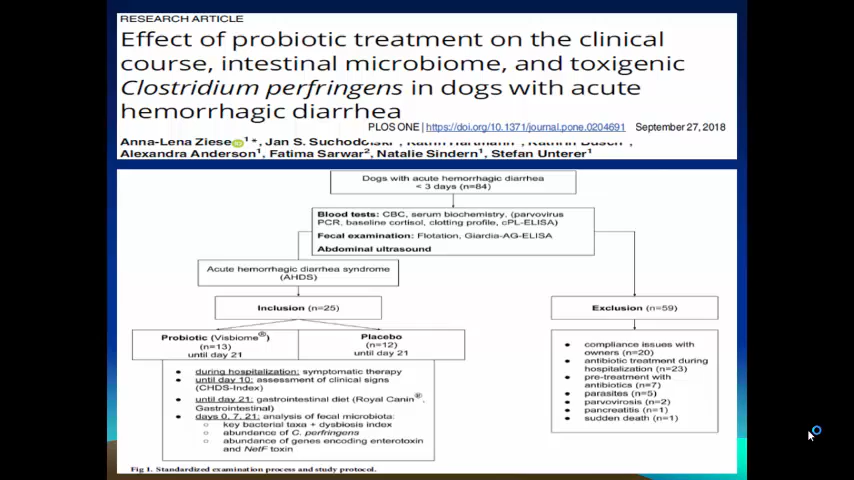 RESEARCH ARTICLE
Effect of probiotic treatment on the clinical
course, intestinal microbiome, and toxigenic
Clostridium perfringens in dogs with acute
hemorrhagic diarrhea
PLOS ONE | https://doi.org/10.1371/journal.pone.0204691 September 27, 2018
Anna-Lena Ziese 1*, Jan S.
Alexandra Anderson1, Fatima Sarwar2, Natalie Sindern1, Stefan Unterer1
Dogs with acute hemorrhagic diarrhea
< 3 days (n=84)
Blood tests: CBC, serum biochemistry, (parvovirus
PCR, baseline cortisol, clotting profile, cPL-ELISA)
Fecal examination: Flotation, Giardia-AG-ELISA
Abdominal ultrasound
Acute hemorrhagic diarrhea syndrome
(AHDS)
Inclusion (n=25)
Exclusion (n=59)
Probiotic (Visbiome®)
(n=13)
until day 21
Placebo
(n=12)
until day 21
• during hospitalization: symptomatic therapy
• until day 10: assessment of clinical signs
(CHDS-Index)
• until day 21: gastrointestinal diet (Royal Canin®,
Gastrointestinal)
• days 0, 7, 21: analysis of fecal microbiota:
○ key bacterial taxa + dysbiosis index
○ abundance of C. perfringens
○ abundance of genes encoding enterotoxin
and NetF toxin
• compliance issues with
owners (n=20)
• antibiotic treatment during
hospitalization (n=23)
• pre-treatment with
antibiotics (n=7)
• parasites (n=5)
• parvovirosis (n=2)
• pancreatitis (n=1)
• sudden death (n=1)
Fig 1. Standardized examination process and study protocol.